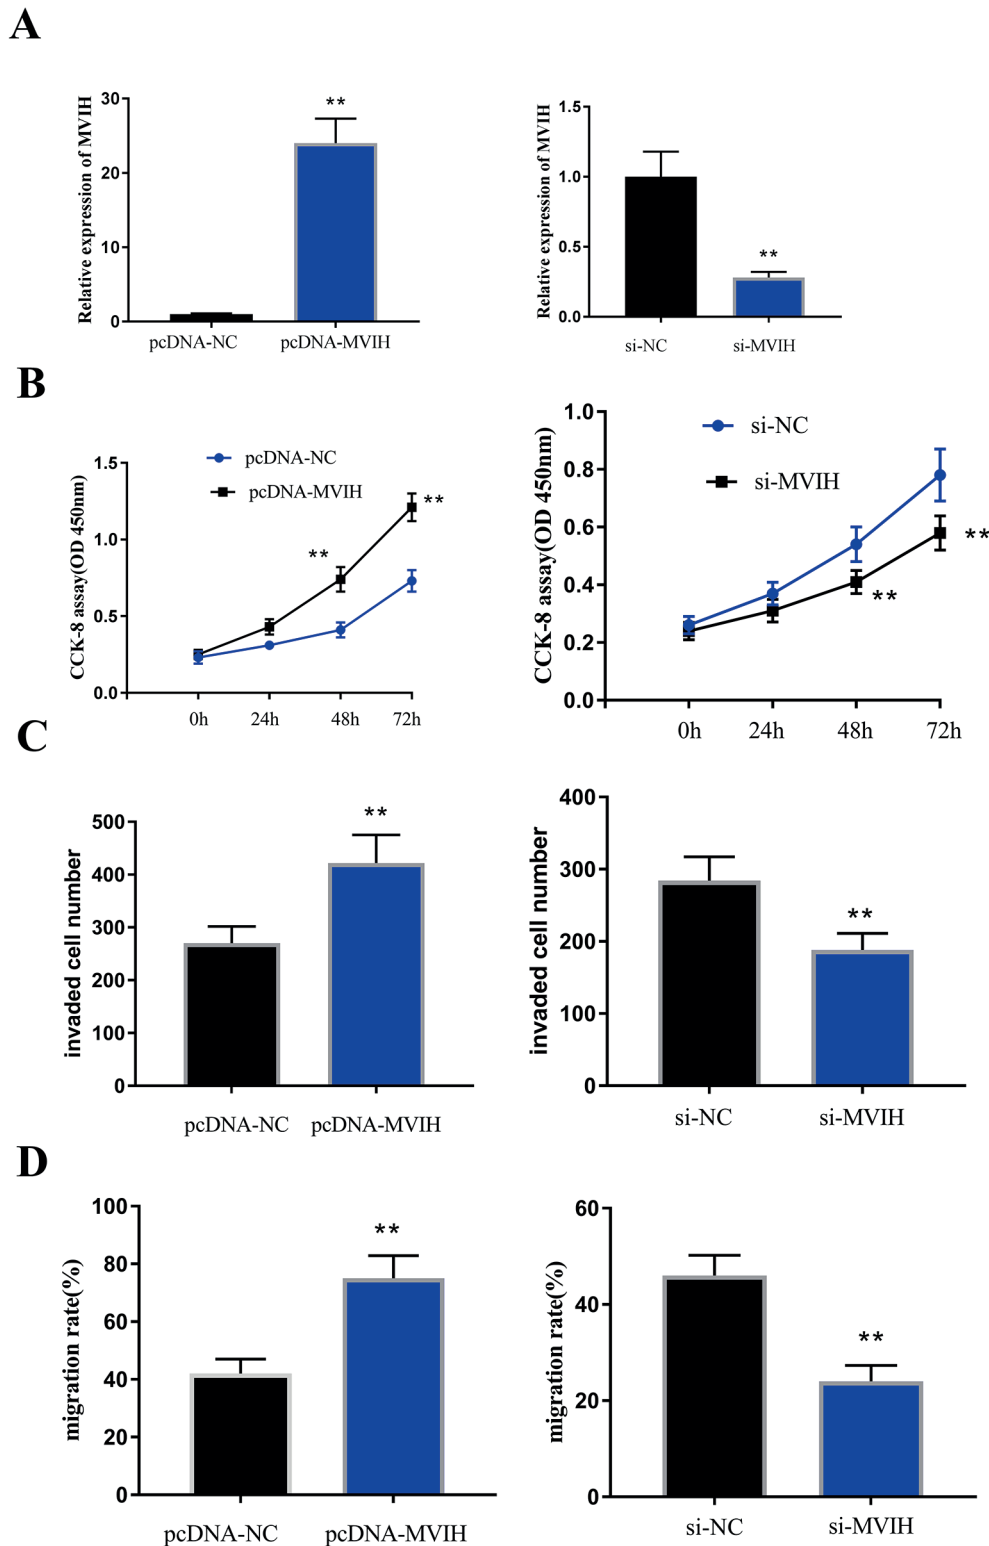 A
Relative expression of MVIH
30
20
10
0
**
pcDNA-NC
pcDNA-MVIH
Relative expression of MVIH
1.5
1.0
0.5
0.0
**
si-NC
si-MVIH
B
CCK-8 assay(OD 450nm)
1.5
1.0
0.5
0.0
pcDNA-NC
pcDNA-MVIH
**
**
0h
24h
48h
72h
CCK-8 assay(OD 450nm)
1.0
0.8
0.6
0.4
0.2
0.0
si-NC
si-MVIH
**
**
0h
24h
48h
72h
C
invaded cell number
500
400
300
200
100
0
**
pcDNA-NC
pcDNA-MVIH
invaded cell number
400
300
200
100
0
**
si-NC
si-MVIH
D
migration rate(%)
100
80
60
40
20
0
**
pcDNA-NC
pcDNA-MVIH
migration rate(%)
60
40
20
0
**
si-NC
si-MVIH